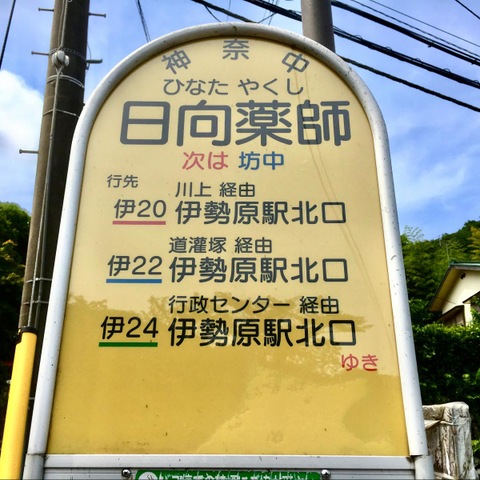 神奈中
ひなた やくし
日向薬師
次は 坊中
行先
川上 経由
伊20 伊勢原駅北口
道灌塚 経由
伊22 伊勢原駅北口
行政センター 経由
伊24 伊勢原駅北口
ゆき